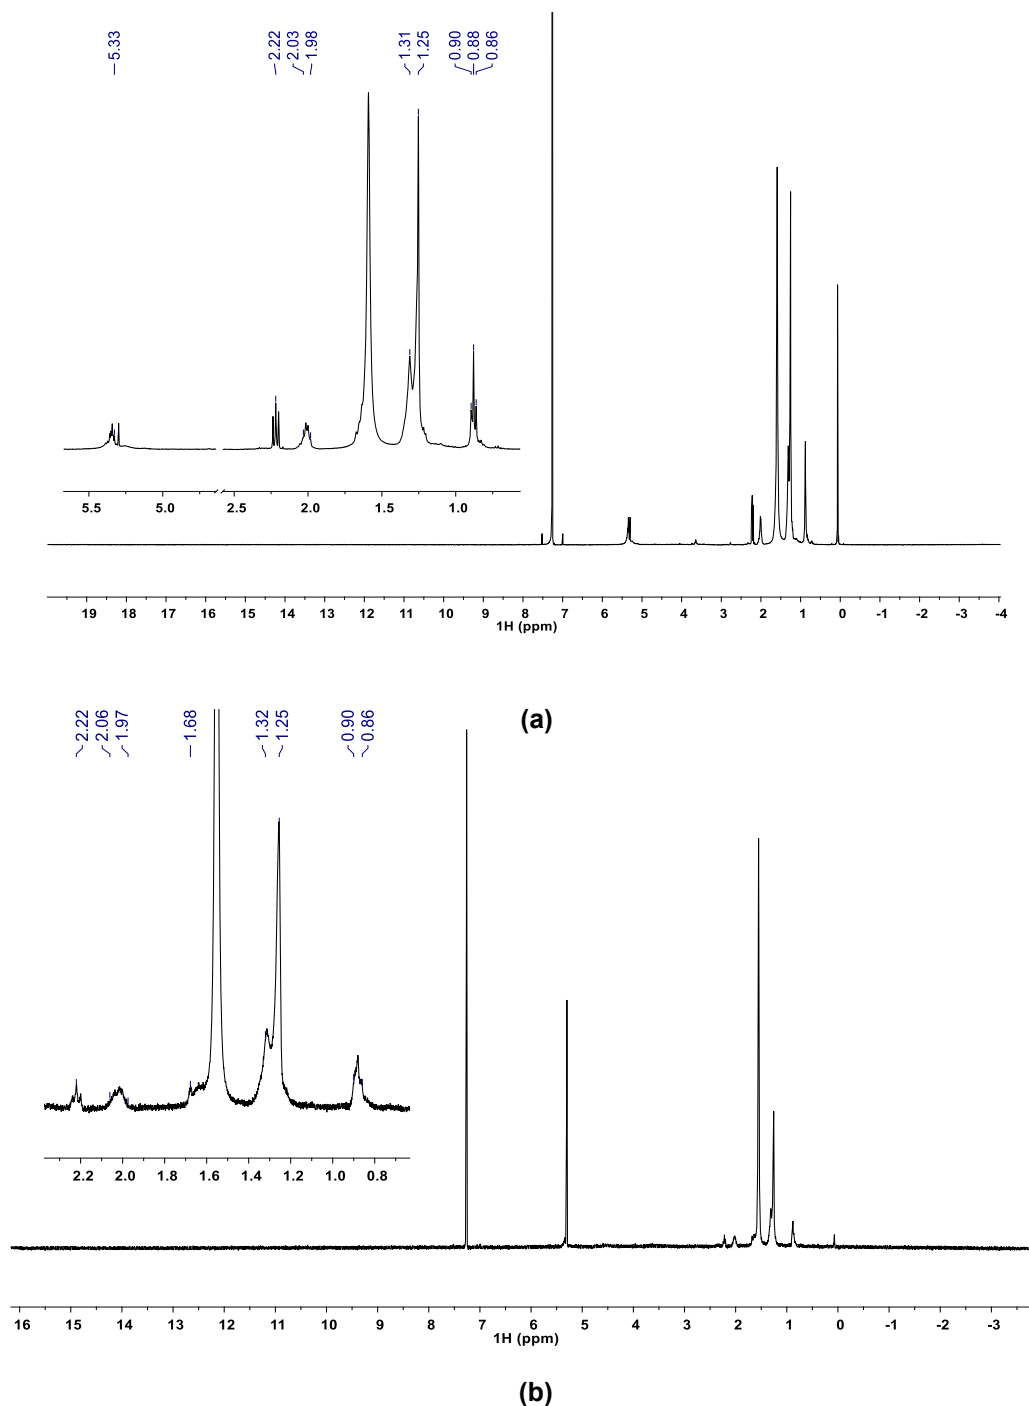 5.33 2.22 2.03 1.98 1.31 1.25 0.90 0.88 0.86
5.5 5.0 2.5 2.0 1.5 1.0
19 18 17 16 15 14 13 12 11 10 9 8 7 6 5 4 3 2 1 0 -1 -2 -3 -4
1H (ppm)
(a)
2.22 2.06 1.97 1.68 1.32 1.25 0.90 0.86
2.2 2.0 1.8 1.6 1.4 1.2 1.0 0.8
16 15 14 13 12 11 10 9 8 7 6 5 4 3 2 1 0 -1 -2 -3
1H (ppm)
(b)